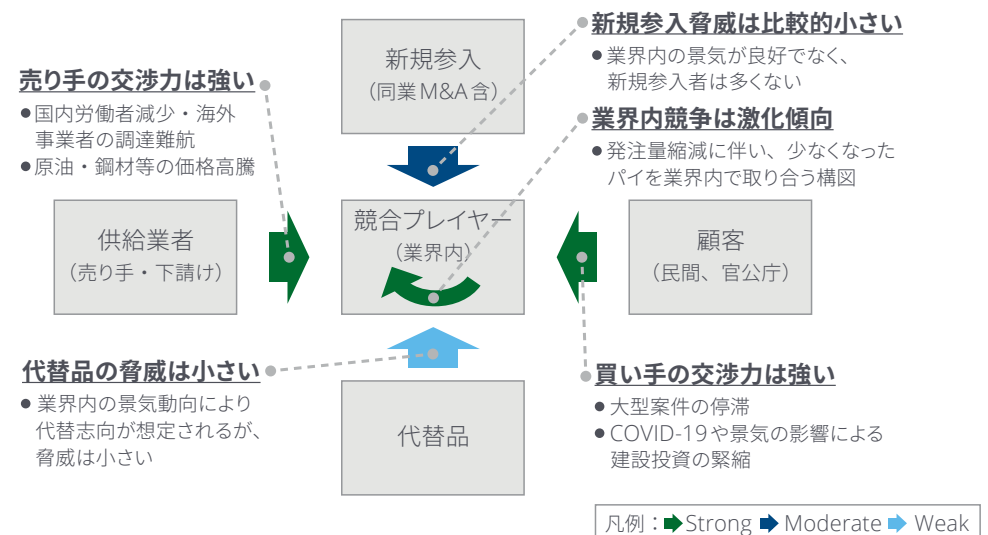 新規参入脅威は比較的小さい
● 業界内の景気が良好でなく、
新規参入者は多くない
新規参入
（同業M&A含）
売り手の交渉力は強い
●国内労働者減少・海外
事業者の調達難航
●原油・鋼材等の価格高騰
業界内競争は激化傾向
● 発注量縮減に伴い、少なくなった
パイを業界内で取り合う構図
供給業者
（売り手・下請け）
競合プレイヤー
（業界内）
顧客
（民間、官公庁）
代替品の脅威は小さい
● 業界内の景気動向により
代替志向が想定されるが、
脅威は小さい
代替品
買い手の交渉力は強い
● 大型案件の停滞
● COVID-19や景気の影響による
建設投資の緊縮
凡例：Strong Moderate Weak